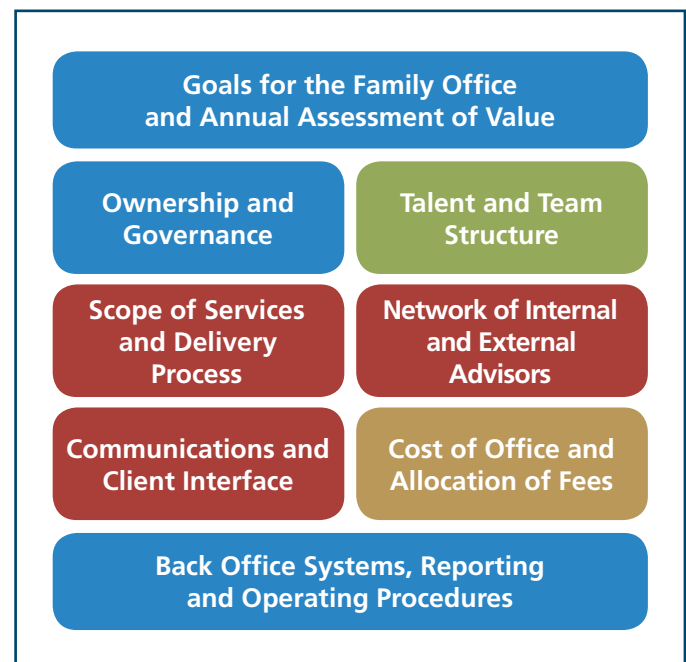 Goals for the Family Office
and Annual Assessment of Value
Ownership and
Governance
Talent and Team
Structure
Scope of Services
and Delivery
Process
Network of Internal
and External
Advisors
Communications and
Client Interface
Cost of Office and
Allocation of Fees
Back Office Systems, Reporting
and Operating Procedures